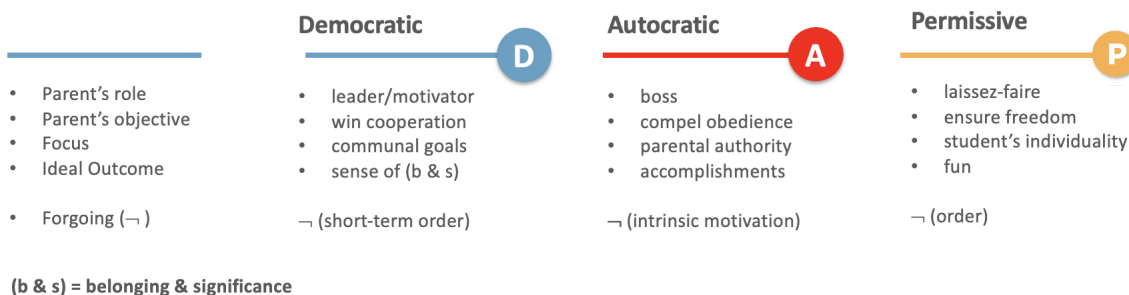 Democratic
Autocratic
Permissive
D
A
P
• Parent's role
• Parent's objective
• Focus
• Ideal Outcome
• Forgoing (¬ )
• leader/motivator
• win cooperation
• communal goals
• sense of (b & s)
¬ (short-term order)
• boss
• compel obedience
• parental authority
• accomplishments
¬ (intrinsic motivation)
• laissez-faire
• ensure freedom
• student's individuality
• fun
¬ (order)
(b & s) = belonging & significance